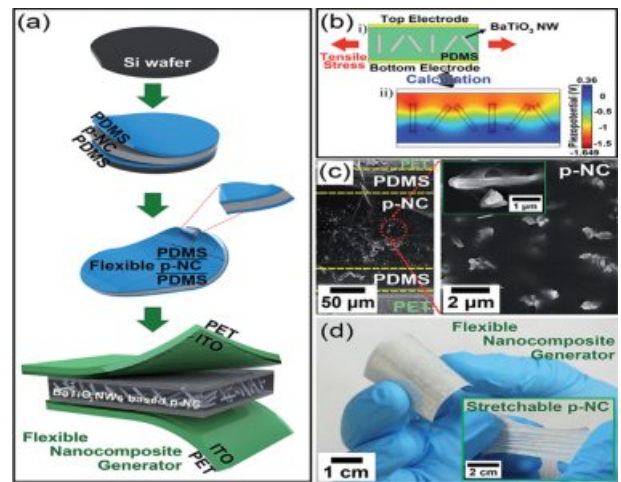 (a)
Si wafer
PDMS
p-NC
PDMS
PDMS
Flexible p-NC
PDMS
PET
ITO
BaTiO₃ NWs based p-NC
Flexible
Nanocomposite
Generator
ITO
PET
(b)
Top Electrode
i)
BaTiO₃ NW
Tensile
Stress
PDMS
Bottom Electrode
Calculation
ii)
0.36
0
-0.5
-1.0
-1.5
-1.649
Piezopotential (V)
(c)
PET
PDMS
p-NC
PDMS
50 µm
PET
p-NC
1 µm
2 µm
(d)
Flexible
Nanocomposite
Generator
Stretchable p-NC
1 cm
2 cm